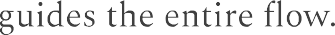 guides the entire flow.